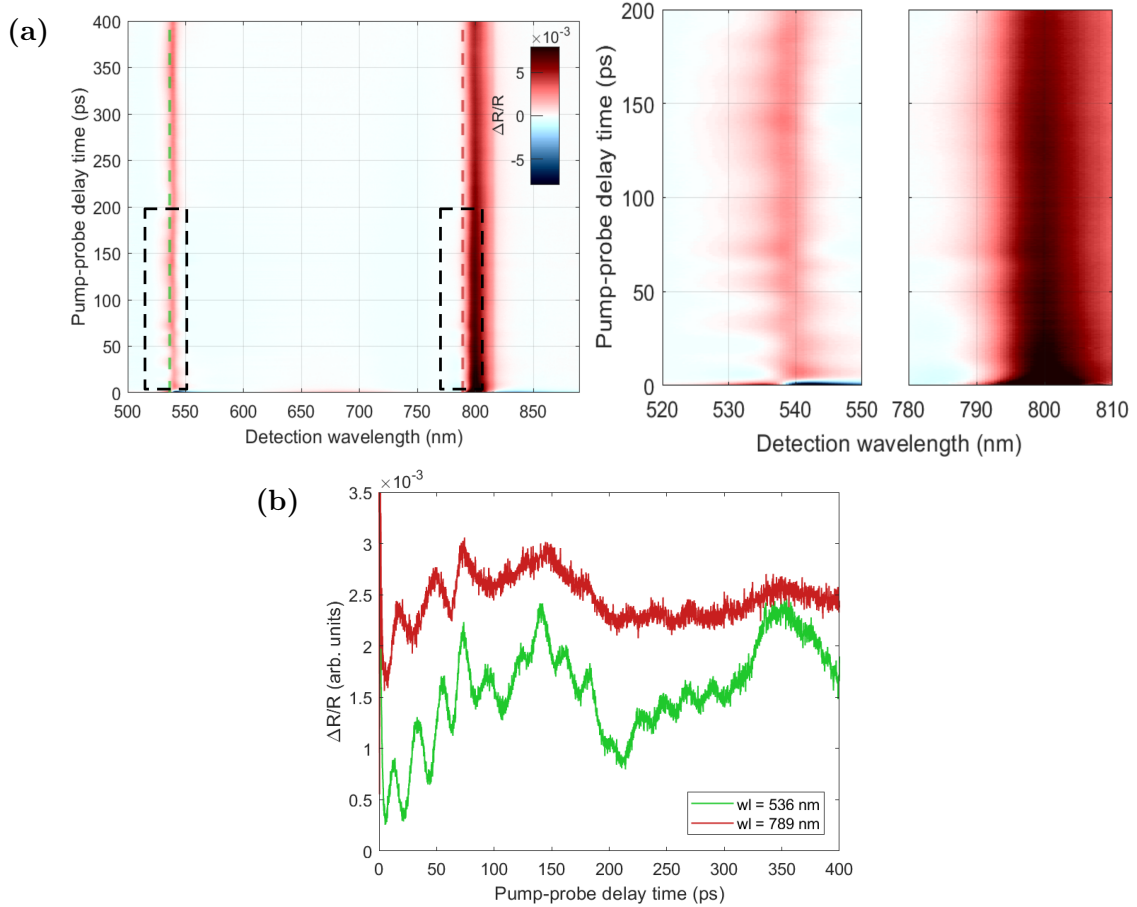 (a)
400
350
300
250
200
150
100
50
0
Pump-probe delay time (ps)
500 550 600 650 700 750 800 850
Detection wavelength (nm)
×10⁻³
5
0
-5
ΔR/R
200
150
100
50
0
Pump-probe delay time (ps)
520 530 540 550
780 790 800 810
Detection wavelength (nm)
(b)
×10⁻³
3.5
3
2.5
2
1.5
1
0.5
0
ΔR/R (arb. units)
wl = 536 nm
wl = 789 nm
0 50 100 150 200 250 300 350 400
Pump-probe delay time (ps)